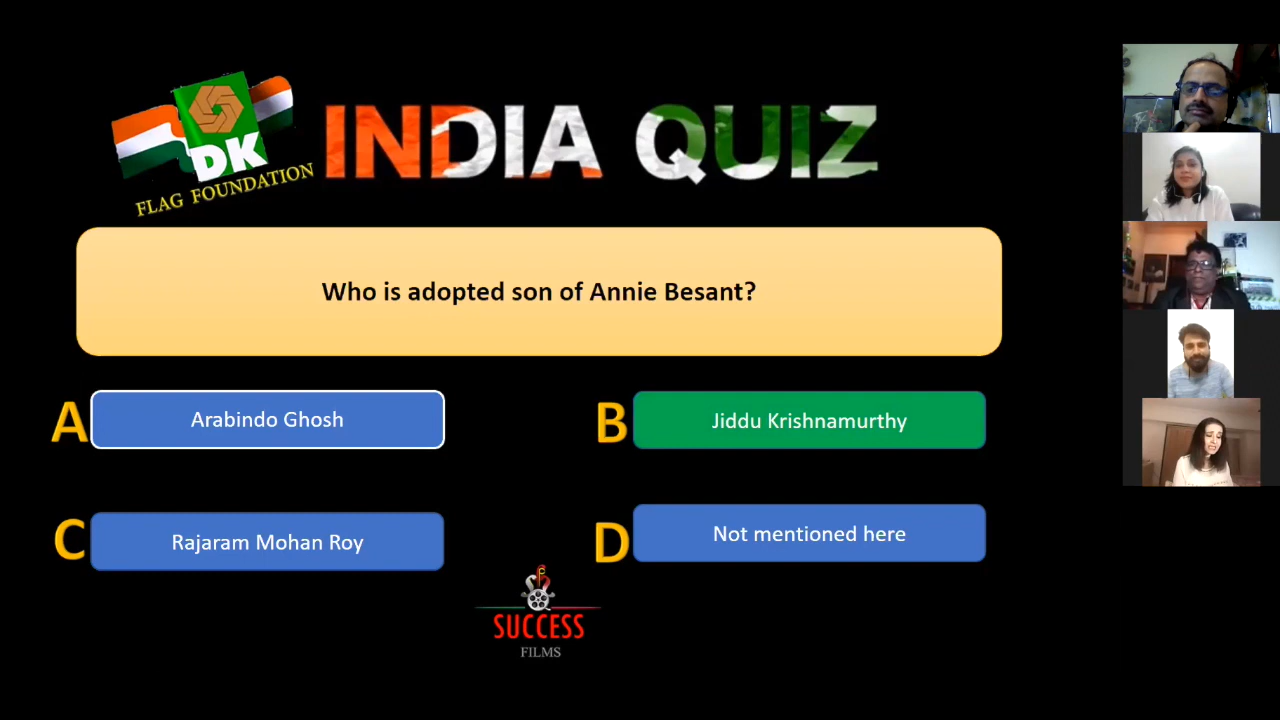 DK
FLAG FOUNDATION
INDIA QUIZ
Who is adopted son of Annie Besant?
A Arabindo Ghosh
B Jiddu Krishnamurthy
C Rajaram Mohan Roy
D Not mentioned here
SUCCESS
FILMS